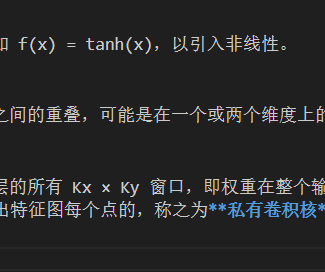 如 f(x) = tanh(x)，以引入非线性。
之间的重叠，可能是在一个或两个维度上的
层的所有 Kx × Ky 窗口，即权重在整个输
出特征图每个点的，称之为**私有卷积核*